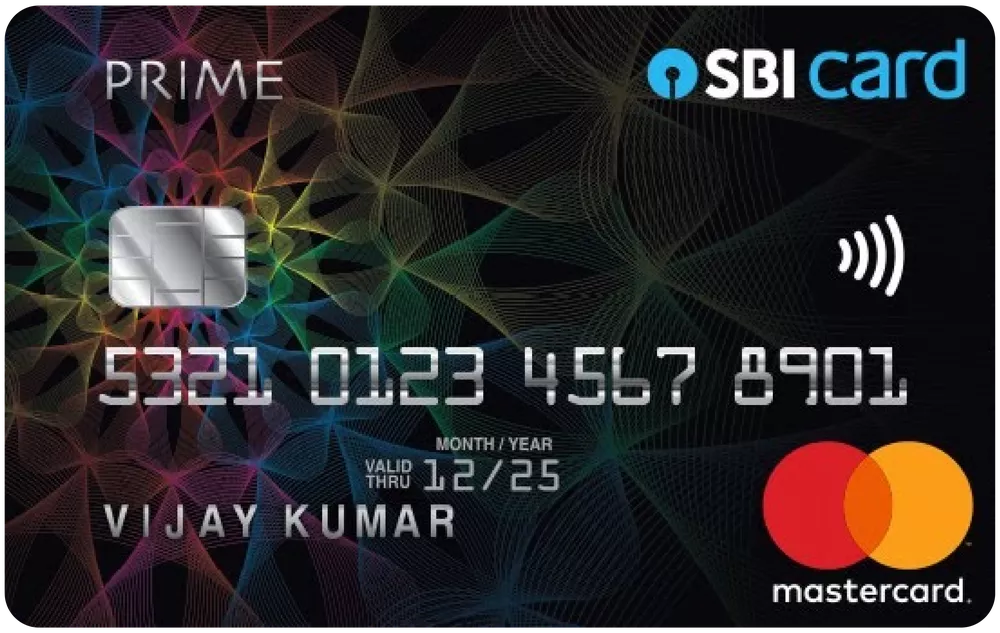 PRIME
SBI card
5321 0123 4567 8901
MONTH / YEAR
VALID THRU 12/25
VIJAY KUMAR
mastercard.